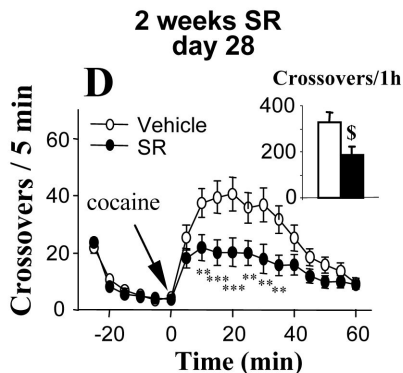 2 weeks SR
day 28
D
Crossovers/1h
400
200
0
$
Crossovers / 5 min
60
40
20
0
Vehicle
SR
cocaine
** *** *** ** ** **
-20 0 20 40 60
Time (min)